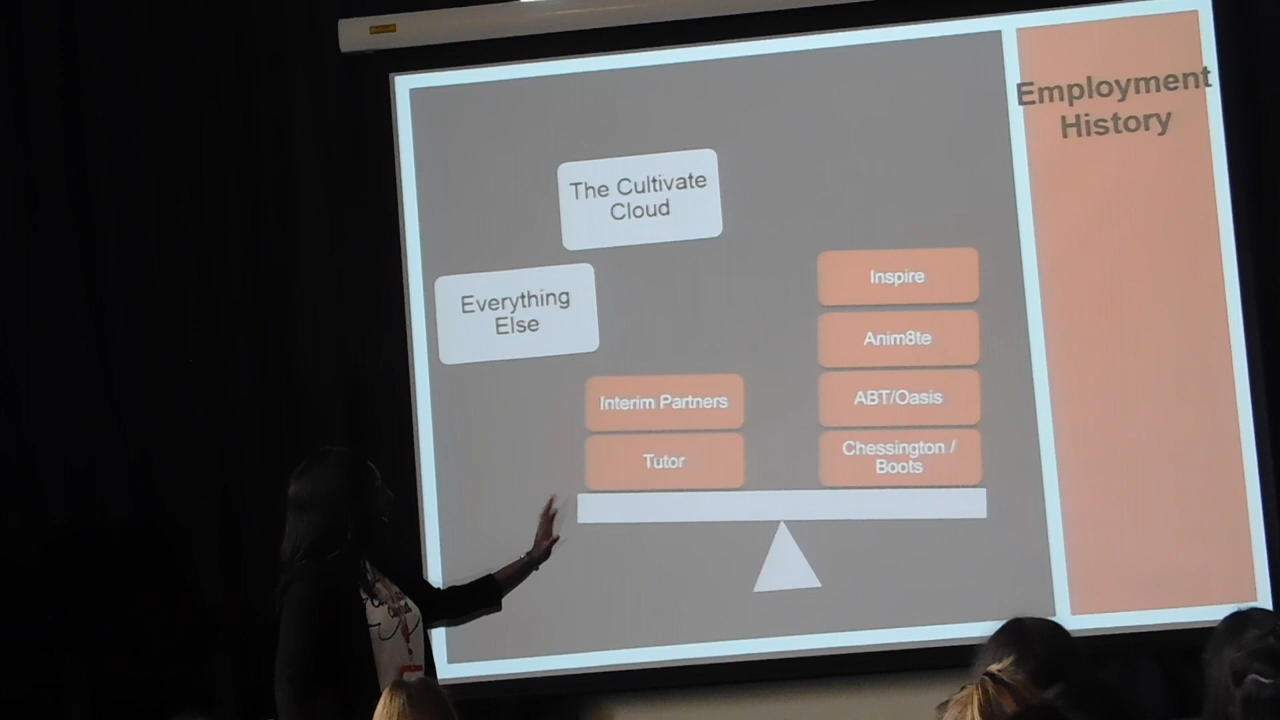 Employment
History
The Cultivate
Cloud
Everything
Else
Interim Partners
Tutor
Inspire
Anim8te
ABT/Oasis
Chessington /
Boots